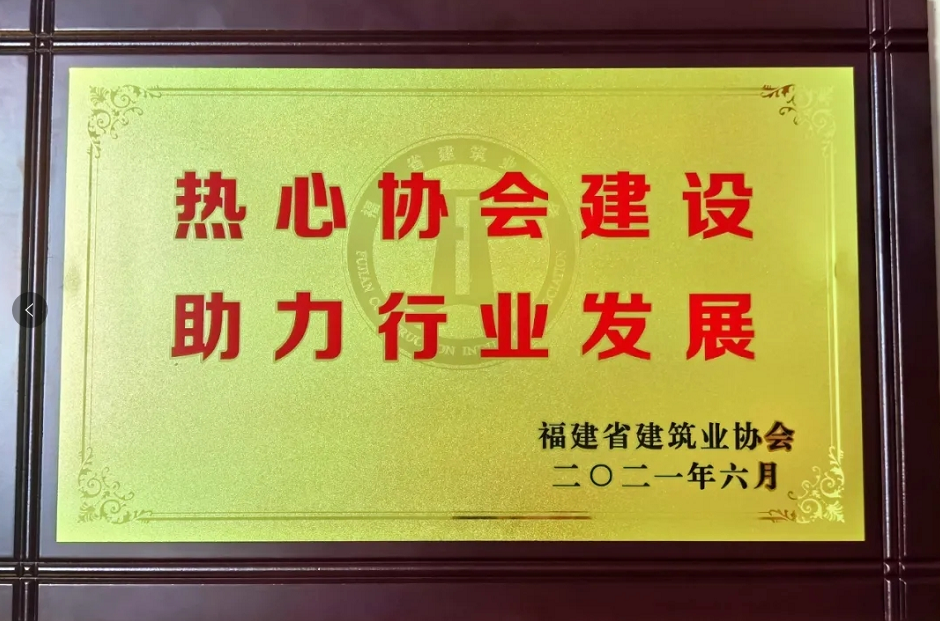 热心协会建设
助力行业发展
福建省建筑业协会
二〇二一年六月